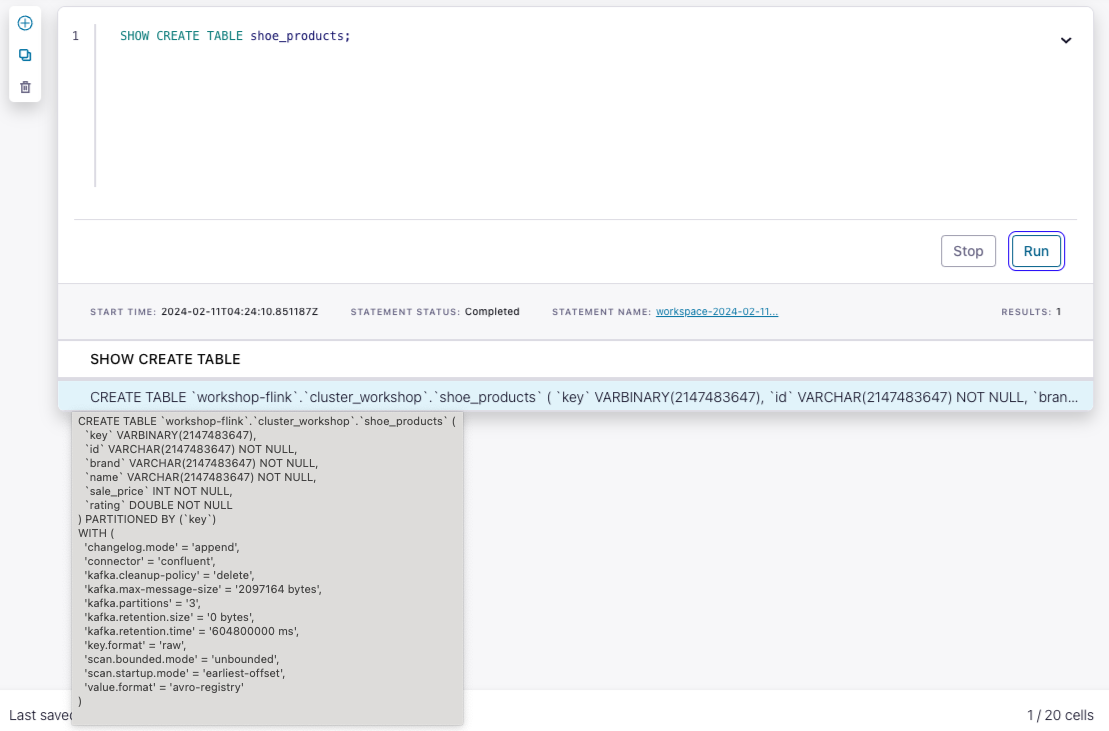 1 SHOW CREATE TABLE shoe_products;
Stop Run
START TIME: 2024-02-11T04:24:10.851187Z STATEMENT STATUS: Completed STATEMENT NAME: workspace-2024-02-11... RESULTS: 1
SHOW CREATE TABLE
CREATE TABLE `workshop-flink`.`cluster_workshop`.`shoe_products` ( `key` VARBINARY(2147483647), `id` VARCHAR(2147483647) NOT NULL, `bran...
CREATE TABLE `workshop-flink`.`cluster_workshop`.`shoe_products` (
`key` VARBINARY(2147483647),
`id` VARCHAR(2147483647) NOT NULL,
`brand` VARCHAR(2147483647) NOT NULL,
`name` VARCHAR(2147483647) NOT NULL,
`sale_price` INT NOT NULL,
`rating` DOUBLE NOT NULL
) PARTITIONED BY (`key`)
WITH (
'changelog.mode' = 'append',
'connector' = 'confluent',
'kafka.cleanup-policy' = 'delete',
'kafka.max-message-size' = '2097164 bytes',
'kafka.partitions' = '3',
'kafka.retention.size' = '0 bytes',
'kafka.retention.time' = '604800000 ms',
'key.format' = 'raw',
'scan.bounded.mode' = 'unbounded',
'scan.startup.mode' = 'earliest-offset',
'value.format' = 'avro-registry'
)
Last saved 1 / 20 cells